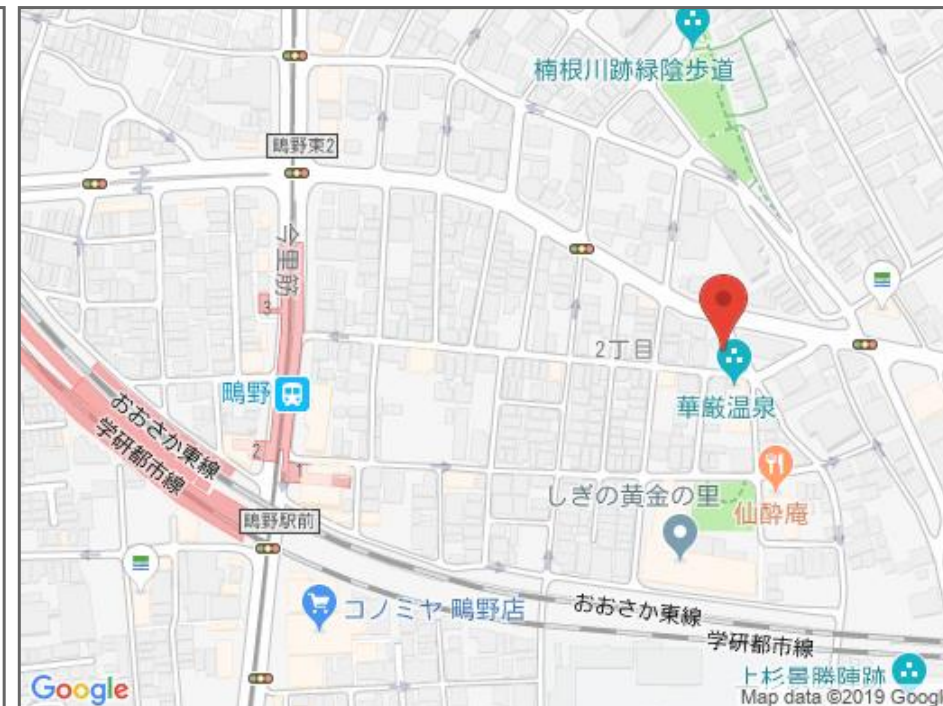 楠根川跡緑陰歩道
鴫野東2
今里筋
3
2丁目
鴫野
華厳温泉
おおさか東線
学研都市線
2
1
しぎの黄金の里
仙酔庵
鴫野駅前
コノミヤ 鴫野店
おおさか東線
学研都市線
上杉景勝陣跡
Google
Map data ©2019 Googl